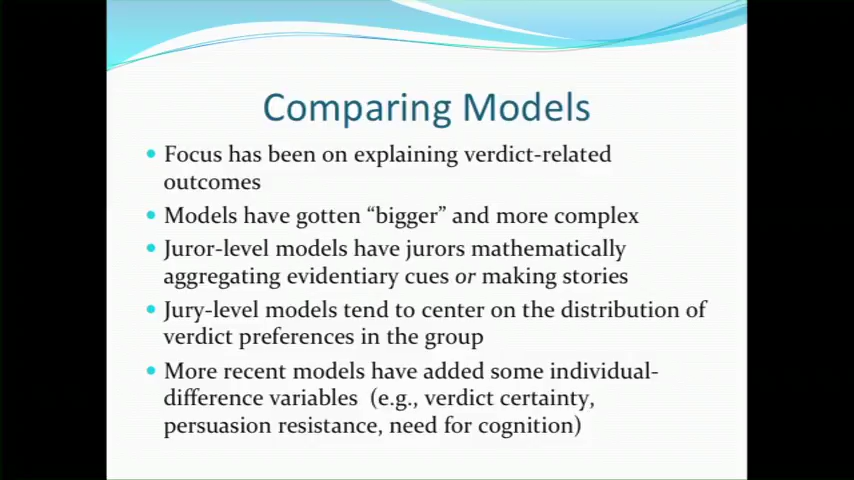 Comparing Models
Focus has been on explaining verdict-related
outcomes
Models have gotten “bigger” and more complex
Juror-level models have jurors mathematically
aggregating evidentiary cues or making stories
Jury-level models tend to center on the distribution of
verdict preferences in the group
More recent models have added some individual-
difference variables (e.g., verdict certainty,
persuasion resistance, need for cognition)